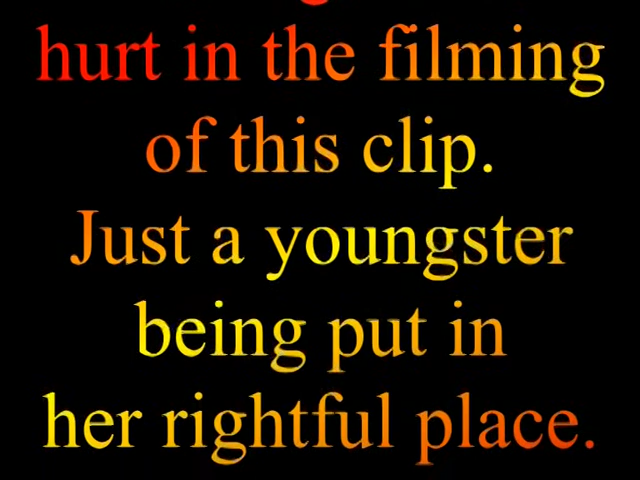 hurt in the filming
of this clip.
Just a youngster
being put in
her rightful place.